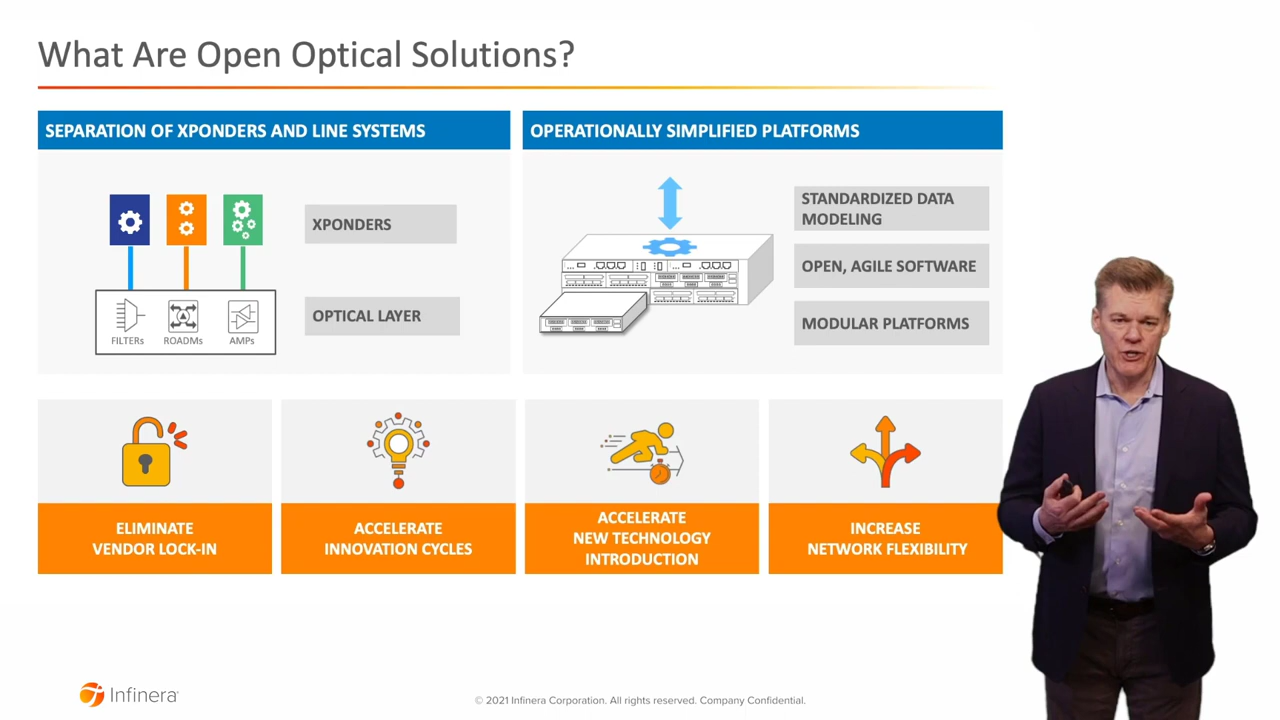 What Are Open Optical Solutions?
SEPARATION OF XPONDERS AND LINE SYSTEMS
XPONDERS
OPTICAL LAYER
FILTERs
ROADMs
AMPs
OPERATIONALLY SIMPLIFIED PLATFORMS
STANDARDIZED DATA
MODELING
OPEN, AGILE SOFTWARE
MODULAR PLATFORMS
ELIMINATE
VENDOR LOCK-IN
ACCELERATE
INNOVATION CYCLES
ACCELERATE
NEW TECHNOLOGY
INTRODUCTION
INCREASE
NETWORK FLEXIBILITY
Infinera
© 2021 Infinera Corporation. All rights reserved. Company Confidential.